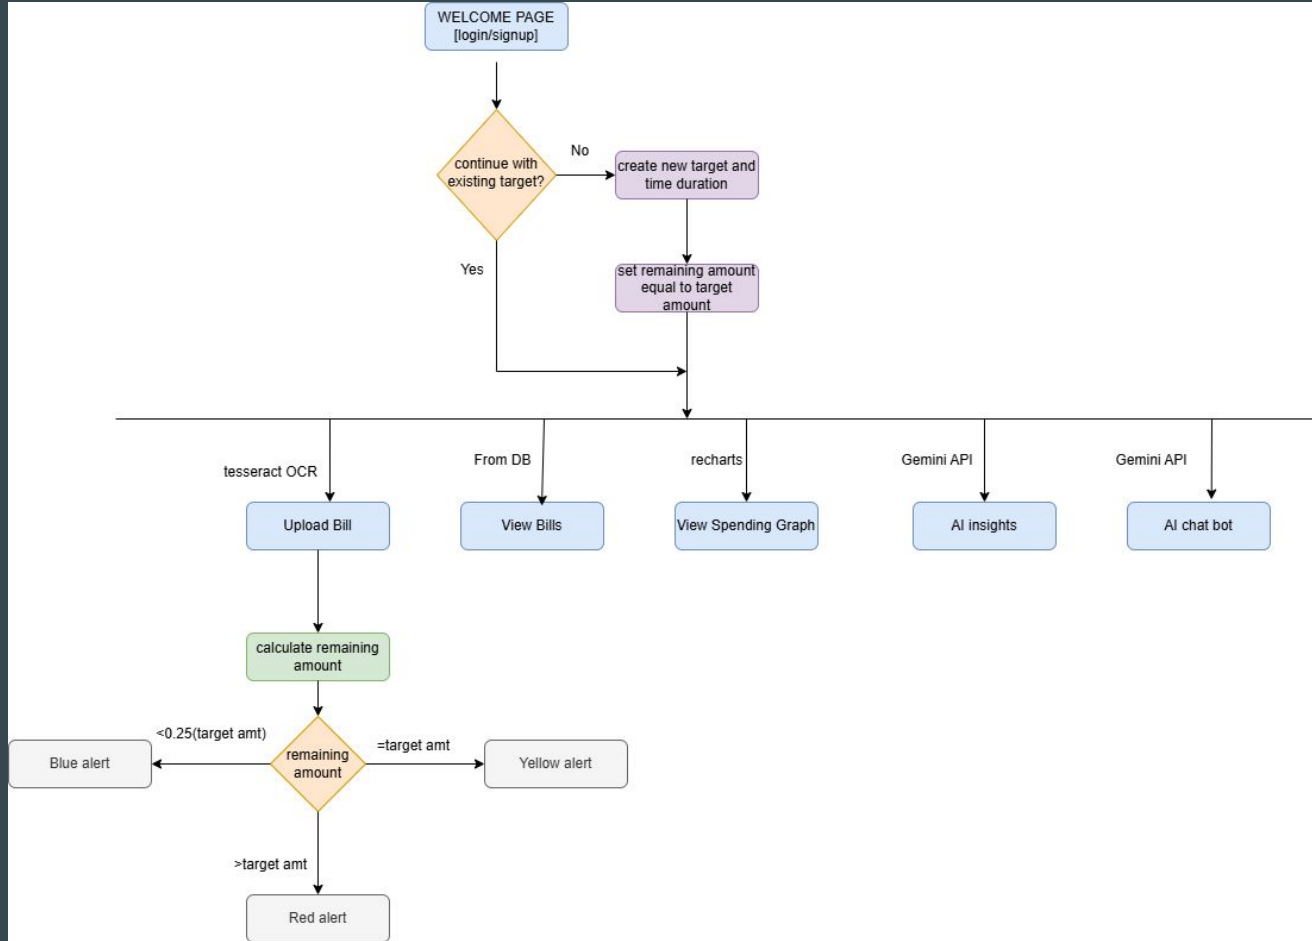 WELCOME PAGE
[login/signup]
No
continue with
existing target?
create new target and
time duration
Yes
set remaining amount
equal to target
amount
tesseract OCR
From DB
recharts
Gemini API
Gemini API
Upload Bill
View Bills
View Spending Graph
AI insights
AI chat bot
calculate remaining
amount
<0.25(target amt)
=target amt
Blue alert
remaining
amount
Yellow alert
>target amt
Red alert